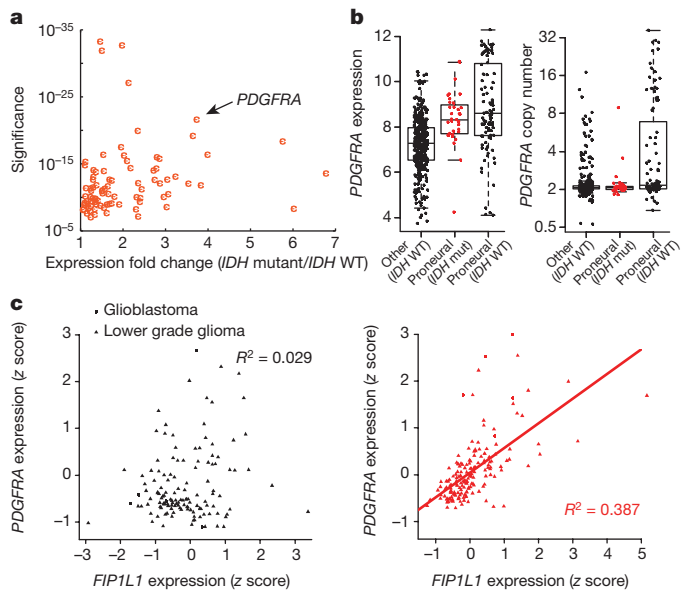 a
10−35
10−25
10−15
10−5
Significance
PDGFRA
1 2 3 4 5 6 7
Expression fold change (IDH mutant/IDH WT)
b
12
10
8
6
4
PDGFRA expression
Other (IDH WT)
Proneural (IDH mut)
Proneural (IDH WT)
32
16
8
4
2
0.5
PDGFRA copy number
Other (IDH WT)
Proneural (IDH mut)
Proneural (IDH WT)
c
Glioblastoma
Lower grade glioma
R2 = 0.029
3
2
1
0
−1
PDGFRA expression (z score)
−3 −2 −1 0 1 2 3
FIP1L1 expression (z score)
3
2
1
0
−1
PDGFRA expression (z score)
R2 = 0.387
−1 0 1 2 3 4 5
FIP1L1 expression (z score)